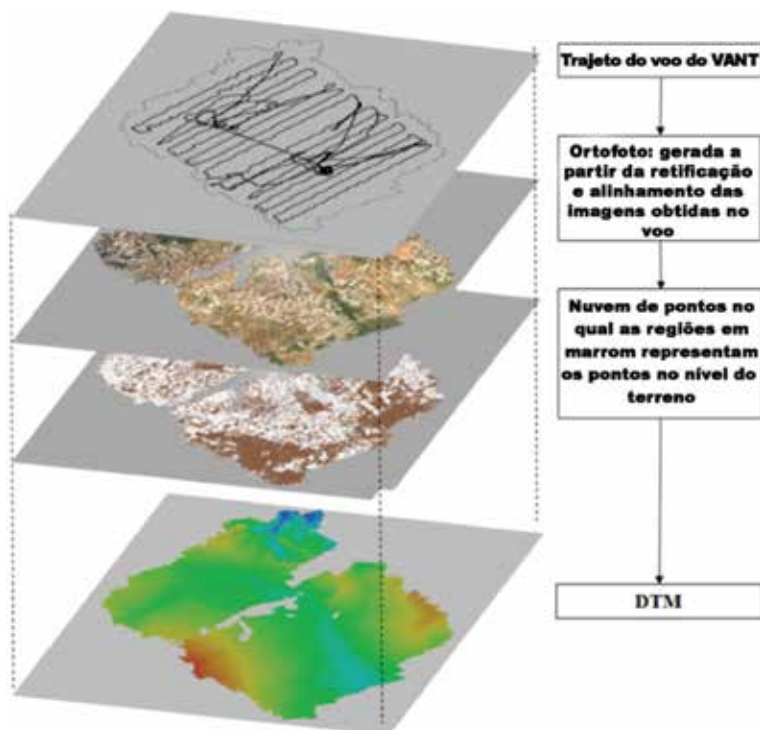 Trajeto do voo do VANT
Ortofoto: gerada a
partir da retificação
e alinhamento das
imagens obtidas no
voo
Nuvem de pontos no
qual as regiões em
marrom representam
os pontos no nível do
terreno
DTM